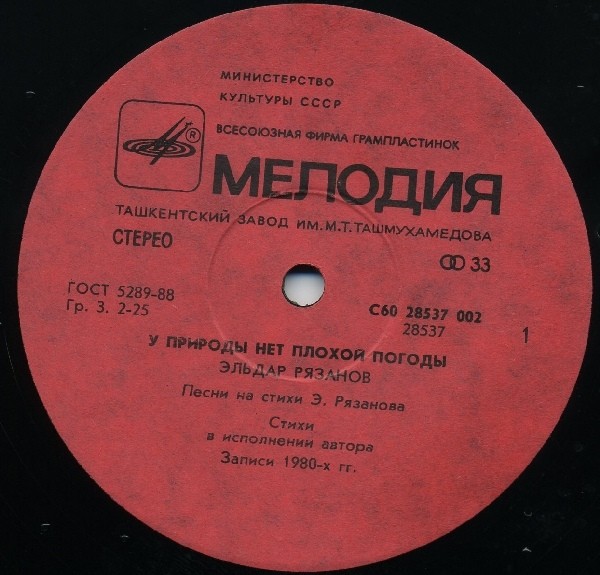 МИНИСТЕРСТВО
КУЛЬТУРЫ СССР
ВСЕСОЮЗНАЯ ФИРМА ГРАМПЛАСТИНОК
®
МЕЛОДИЯ
ТАШКЕНТСКИЙ ЗАВОД ИМ. М.Т. ТАШМУХАМЕДОВА
СТЕРЕО
33
ГОСТ 5289-88
Гр. 3. 2-25
С60 28537 002
28537
1
У ПРИРОДЫ НЕТ ПЛОХОЙ ПОГОДЫ
ЭЛЬДАР РЯЗАНОВ
Песни на стихи Э. Рязанова
Стихи
в исполнении автора
Записи 1980-х гг.